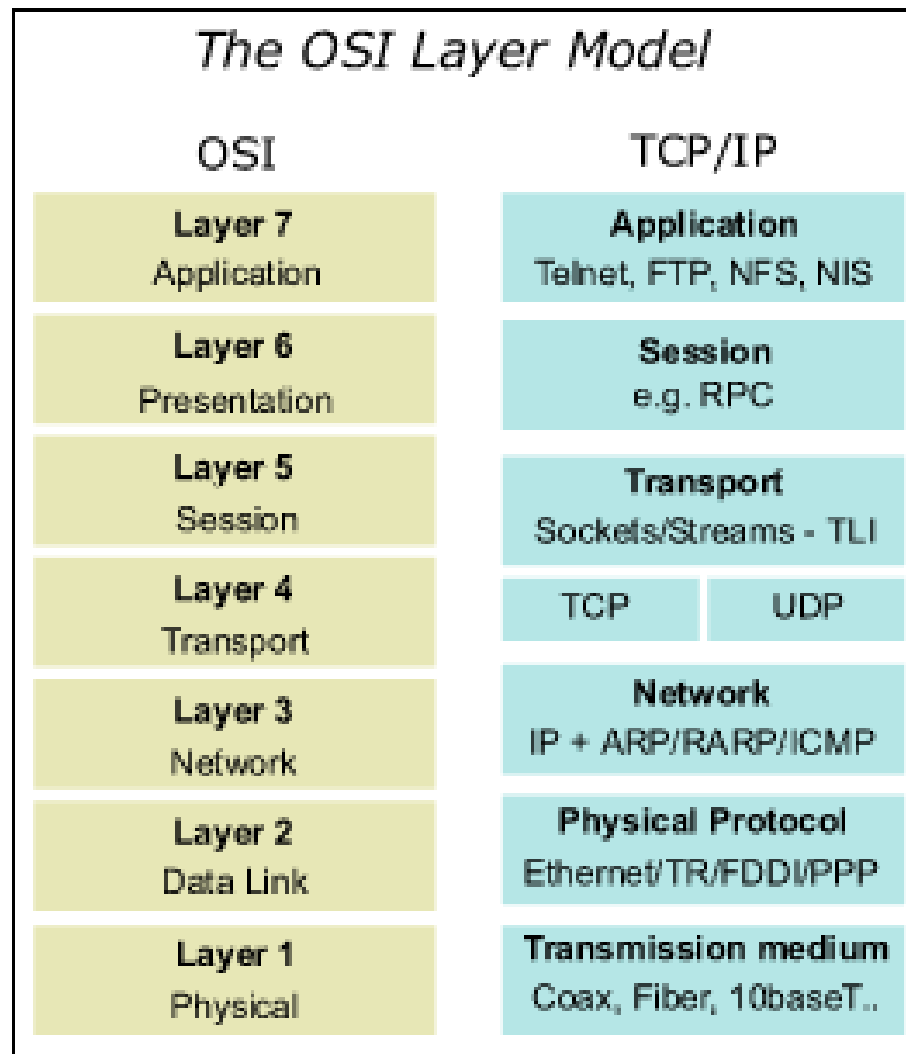 The OSI Layer Model
OSI
Layer 7
Application
Layer 6
Presentation
Layer 5
Session
Layer 4
Transport
Layer 3
Network
Layer 2
Data Link
Layer 1
Physical
TCP/IP
Application
Telnet, FTP, NFS, NIS
Session
e.g. RPC
Transport
Sockets/Streams - TLI
TCP
UDP
Network
IP + ARP/RARP/ICMP
Physical Protocol
Ethernet/TR/FDDI/PPP
Transmission medium
Coax, Fiber, 10baseT..